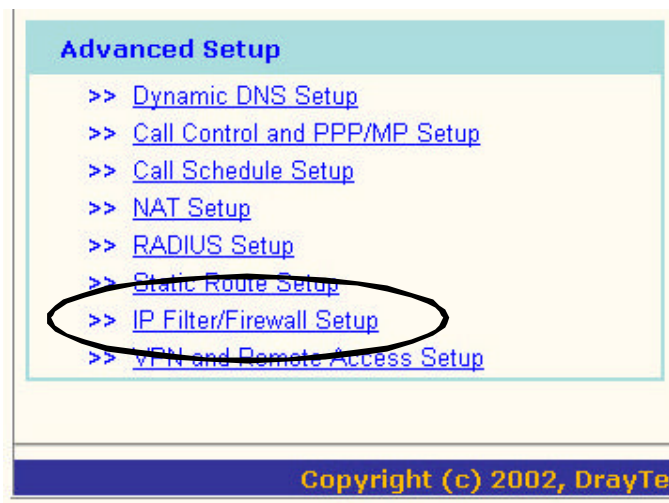 Advanced Setup
>> Dynamic DNS Setup
>> Call Control and PPP/MP Setup
>> Call Schedule Setup
>> NAT Setup
>> RADIUS Setup
>> Static Route Setup
>> IP Filter/Firewall Setup
>> VPN and Remote Access Setup
Copyright (c) 2002, DrayTe